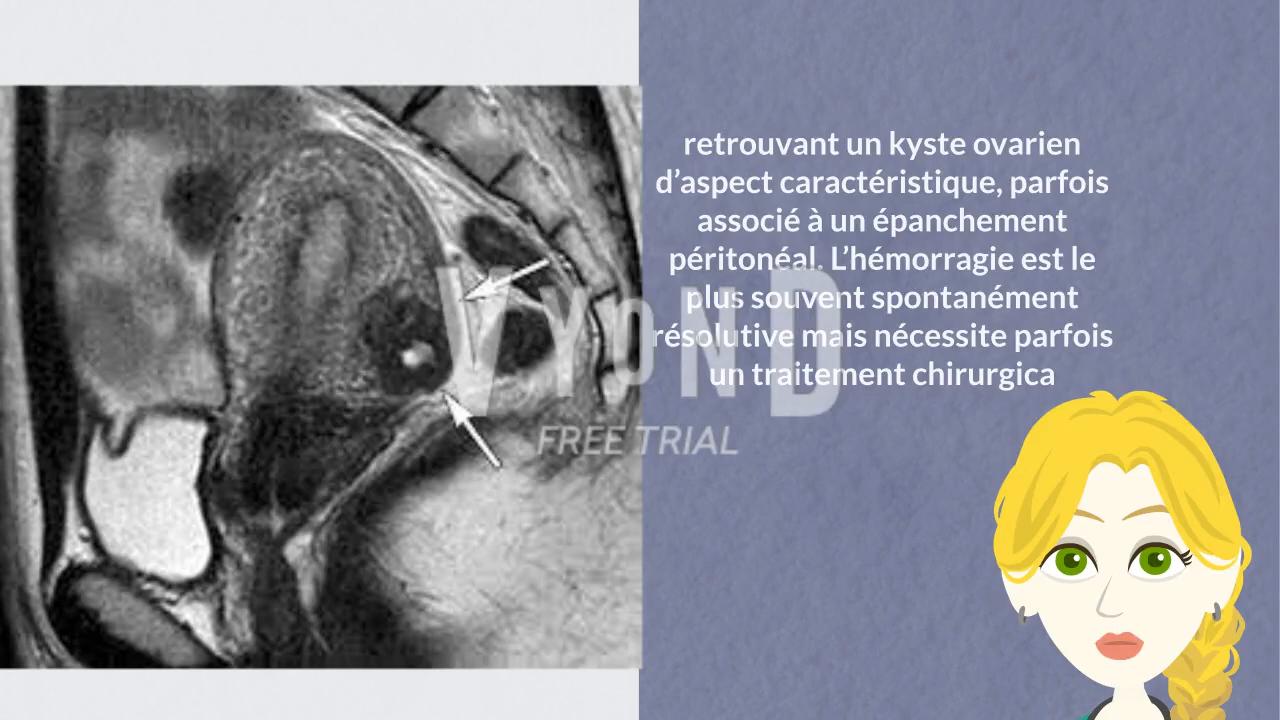 retrouvant un kyste ovarien
d’aspect caractéristique, parfois
associé à un épanchement
péritonéal. L’hémorragie est le
plus souvent spontanément
résolutive mais nécessite parfois
un traitement chirurgica
VYOND
FREE TRIAL